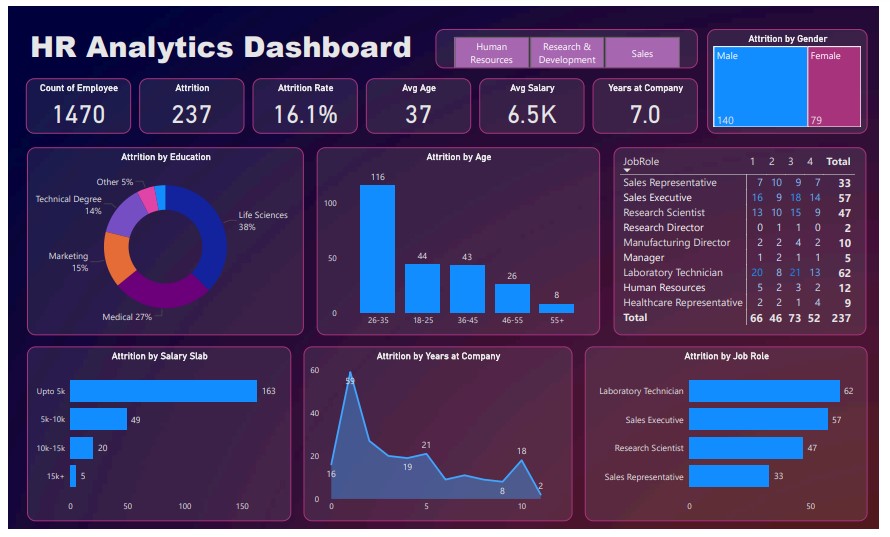 HR Analytics Dashboard
Human
Resources
Research &
Development
Sales
Attrition by Gender
Male
Female
140
79
Count of Employee
1470
Attrition
237
Attrition Rate
16.1%
Avg Age
37
Avg Salary
6.5K
Years at Company
7.0
Attrition by Education
Other 5%
Technical Degree
14%
Life Sciences
38%
Marketing
15%
Medical 27%
Attrition by Age
116
100
44
43
50
26
8
0
26-35 18-25 36-45 46-55 55+
JobRole 1 2 3 4 Total
Sales Representative 7 10 9 7 33
Sales Executive 16 9 18 14 57
Research Scientist 13 10 15 9 47
Research Director 0 1 1 0 2
Manufacturing Director 2 2 4 2 10
Manager 1 2 1 1 5
Laboratory Technician 20 8 21 13 62
Human Resources 5 2 3 2 12
Healthcare Representative 2 2 1 4 9
Total 66 46 73 52 237
Attrition by Salary Slab
Upto 5k 163
5k-10k 49
10k-15k 20
15k+ 5
0 50 100 150
Attrition by Years at Company
60
59
40
21
20
19
18
16
8
2
0
0 5 10
Attrition by Job Role
Laboratory Technician 62
Sales Executive 57
Research Scientist 47
Sales Representative 33
0 50